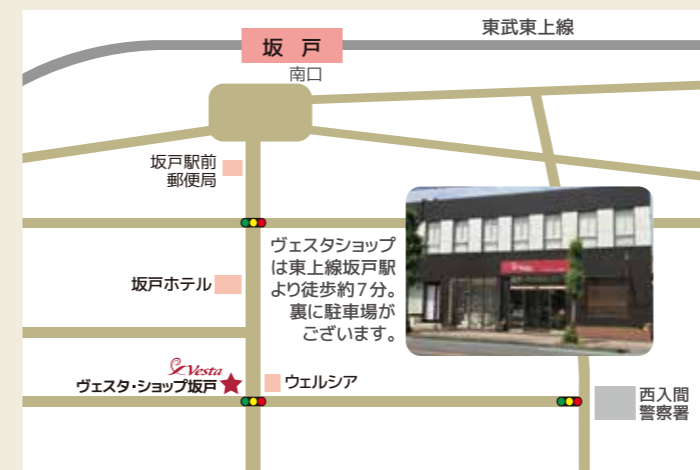 東武東上線
坂 戸
南口
坂戸駅前
郵便局
ヴェスタショップ
は東上線坂戸駅
より徒歩約7分。
裏に駐車場が
ございます。
坂戸ホテル
Vesta
ヴェスタ・ショップ坂戸
ウェルシア
西入間
警察署